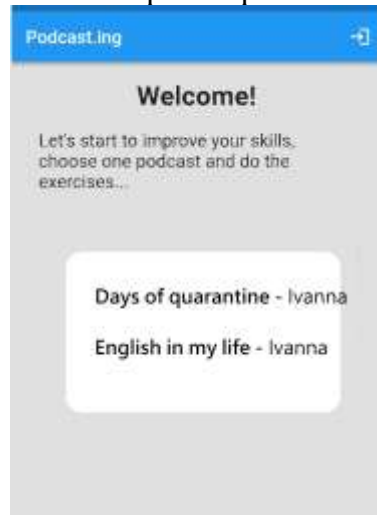 Podcast.ing
Welcome!
Let's start to improve your skills,
choose one podcast and do the
exercises...
Days of quarantine - Ivanna
English in my life - Ivanna